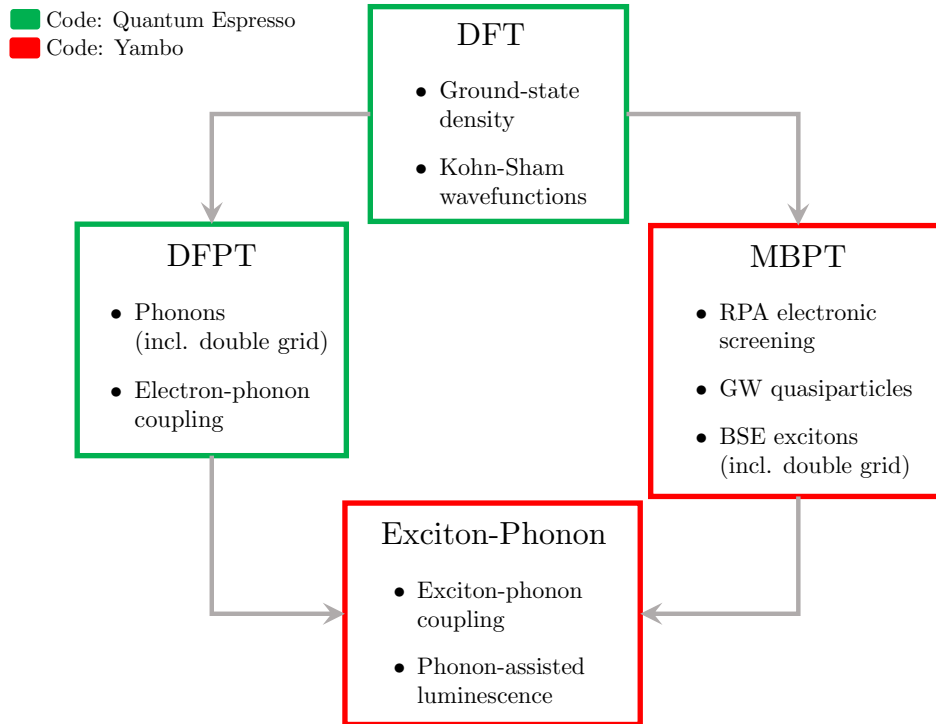 Code: Quantum Espresso
Code: Yambo
DFT
• Ground-state
density
• Kohn-Sham
wavefunctions
DFPT
• Phonons
(incl. double grid)
• Electron-phonon
coupling
MBPT
• RPA electronic
screening
• GW quasiparticles
• BSE excitons
(incl. double grid)
Exciton-Phonon
• Exciton-phonon
coupling
• Phonon-assisted
luminescence